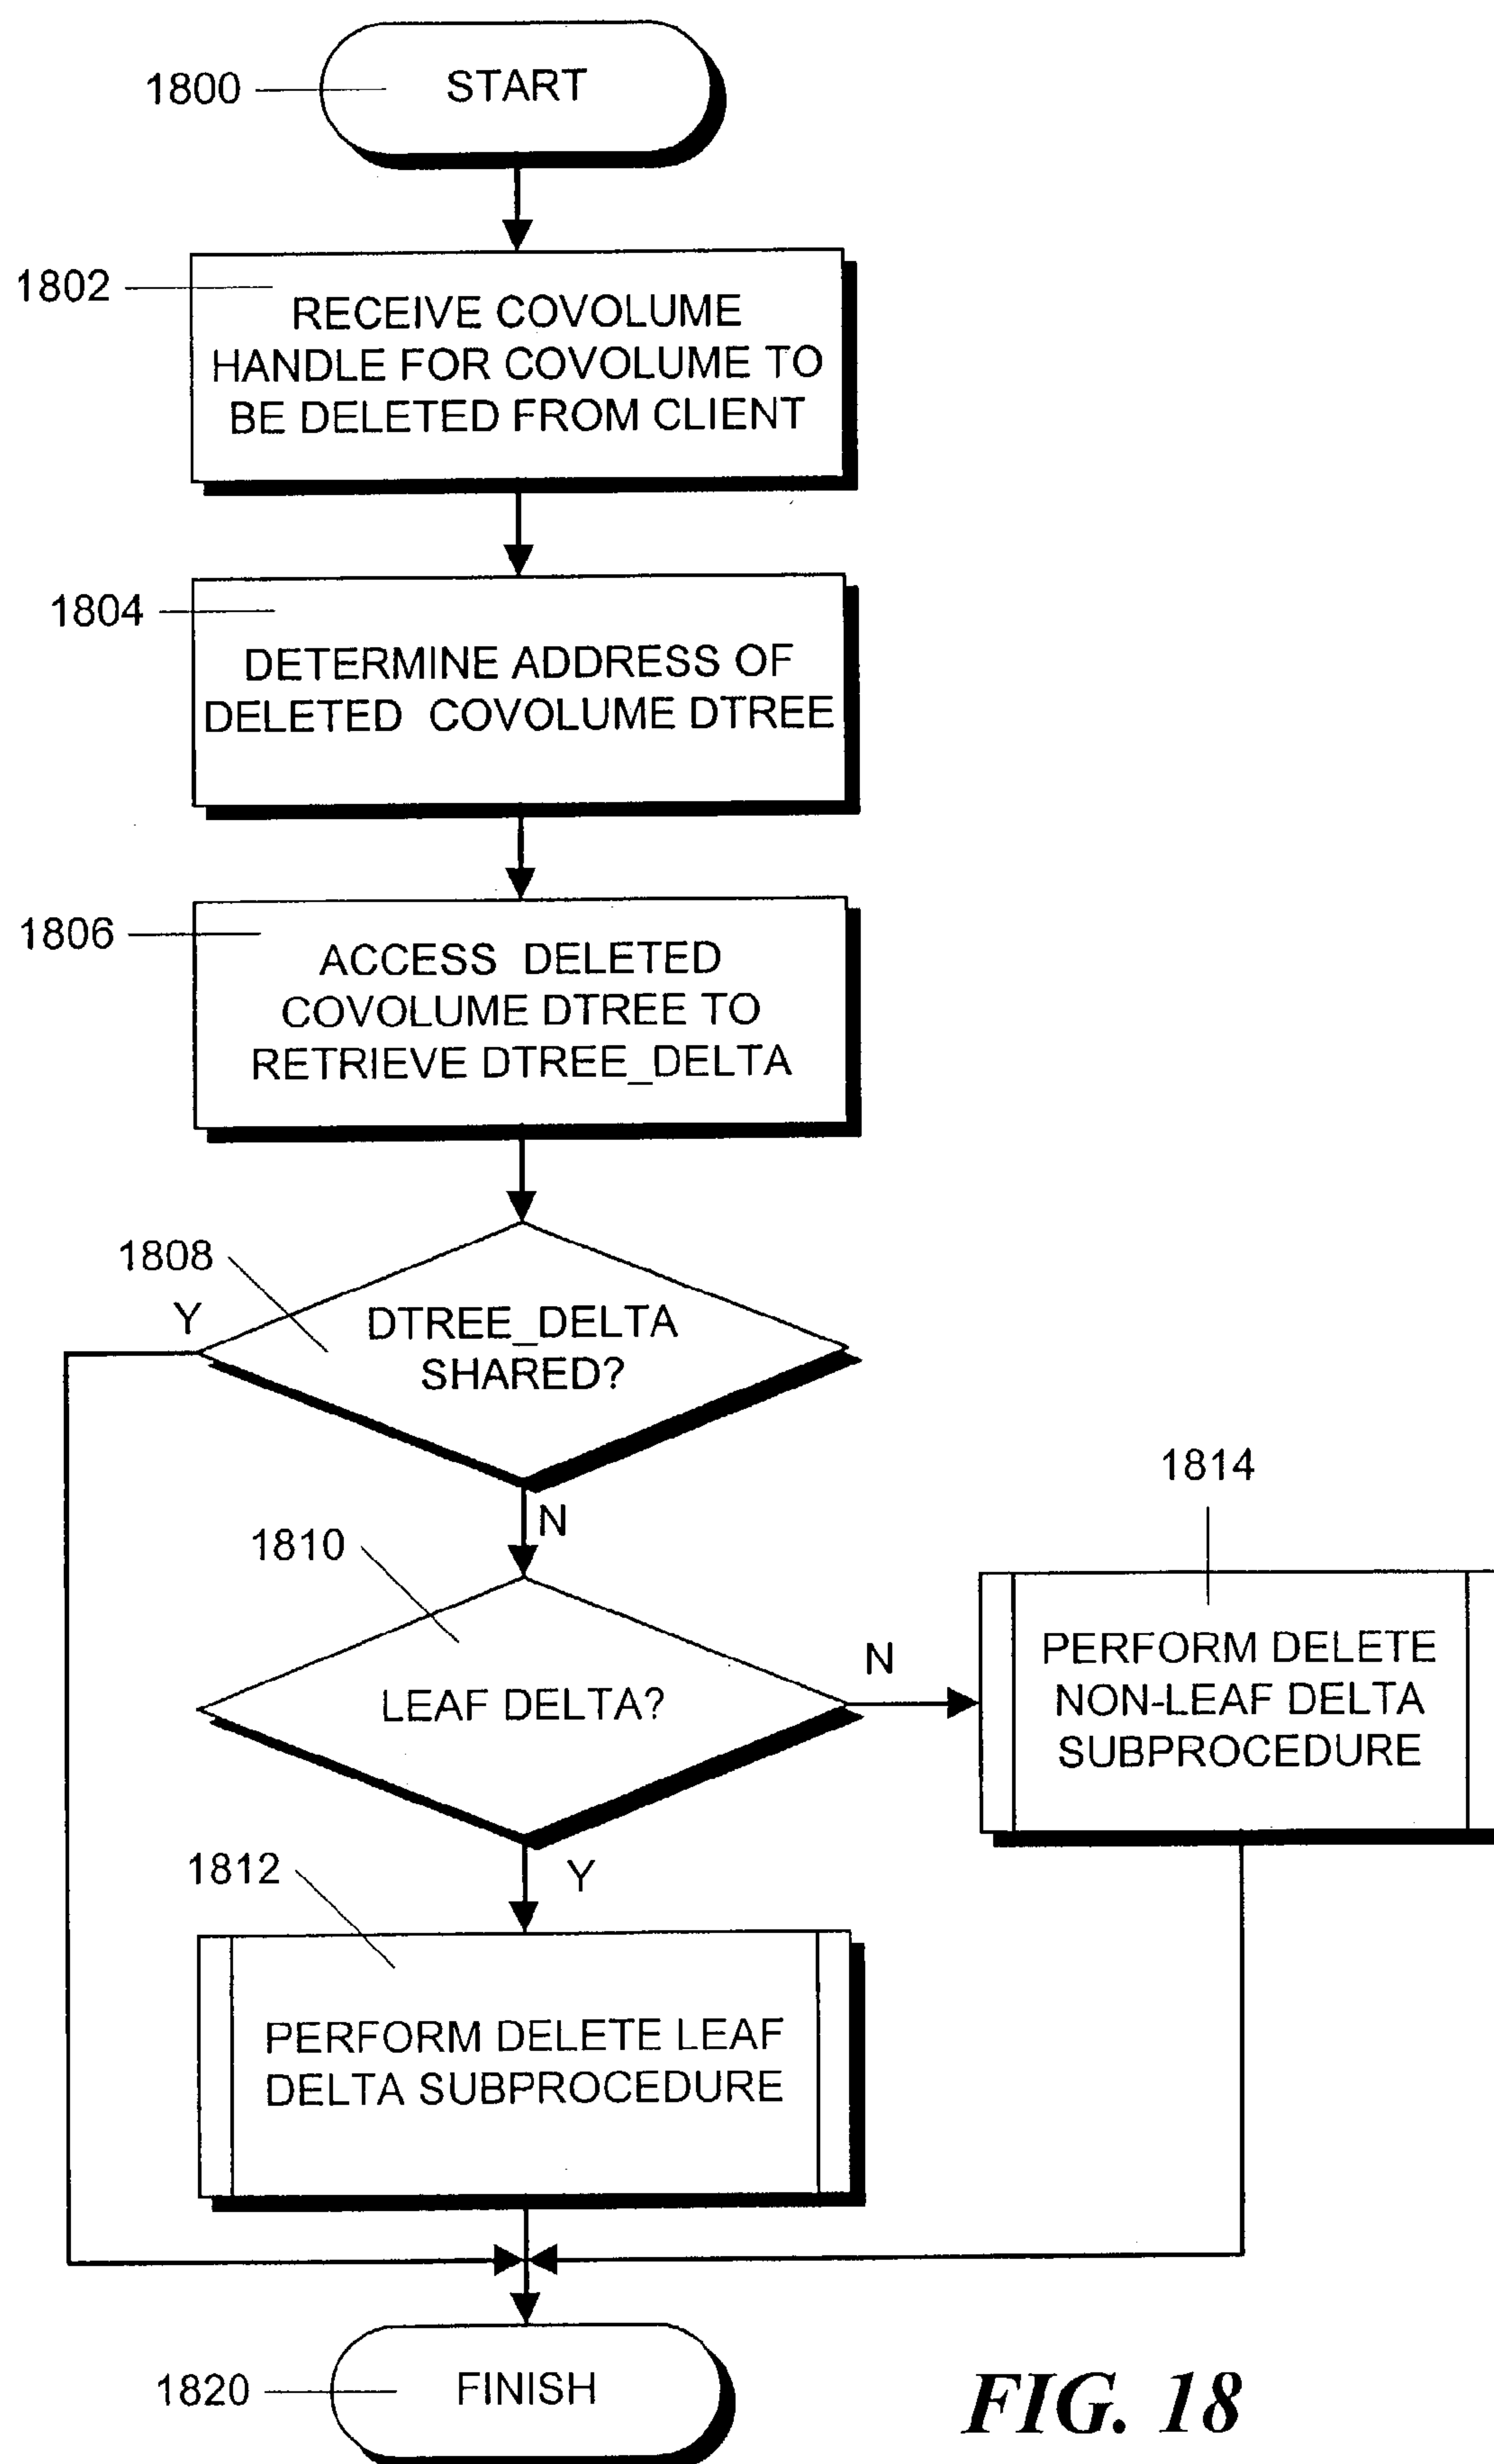 1800
START
1802
RECEIVE COVOLUME
HANDLE FOR COVOLUME TO
BE DELETED FROM CLIENT
1804
DETERMINE ADDRESS OF
DELETED COVOLUME DTREE
1806
ACCESS DELETED
COVOLUME DTREE TO
RETRIEVE DTREE_DELTA
1808
Y
DTREE_DELTA
SHARED?
N
1810
LEAF DELTA?
N
1814
PERFORM DELETE
NON-LEAF DELTA
SUBPROCEDURE
Y
1812
PERFORM DELETE LEAF
DELTA SUBPROCEDURE
1820
FINISH
FIG. 18